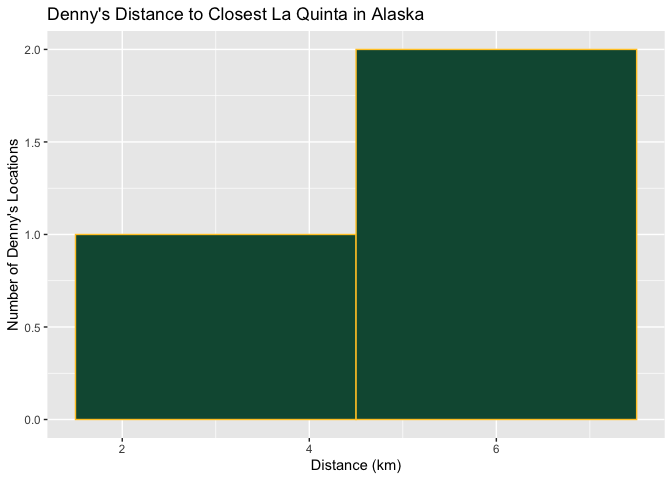 Denny's Distance to Closest La Quinta in Alaska
Number of Denny's Locations
2.0
1.5
1.0
0.5
0.0
2
4
6
Distance (km)